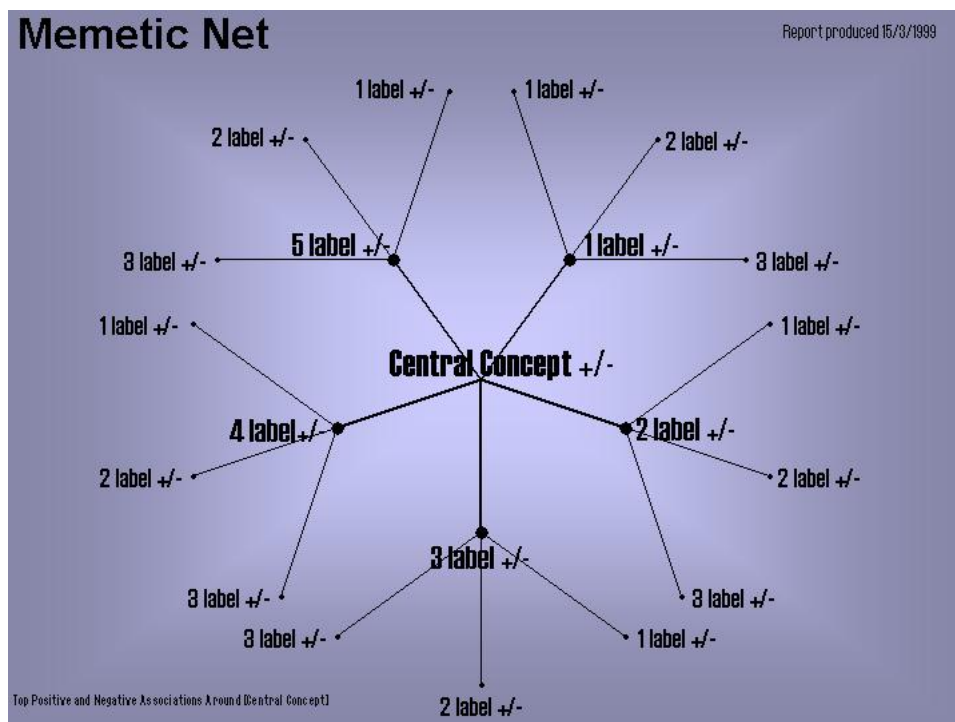 Memetic Net
Report produced 15/3/1999
1 label +/-
1 label +/-
2 label +/-
2 label +/-
5 label +/-
1 label +/-
3 label +/-
3 label +/-
1 label +/-
1 label +/-
Central Concept +/-
4 label +/-
2 label +/-
2 label +/-
2 label +/-
3 label +/-
3 label +/-
3 label +/-
3 label +/-
1 label +/-
2 label +/-
Top Positive and Negative Associations Around [Central Concept]